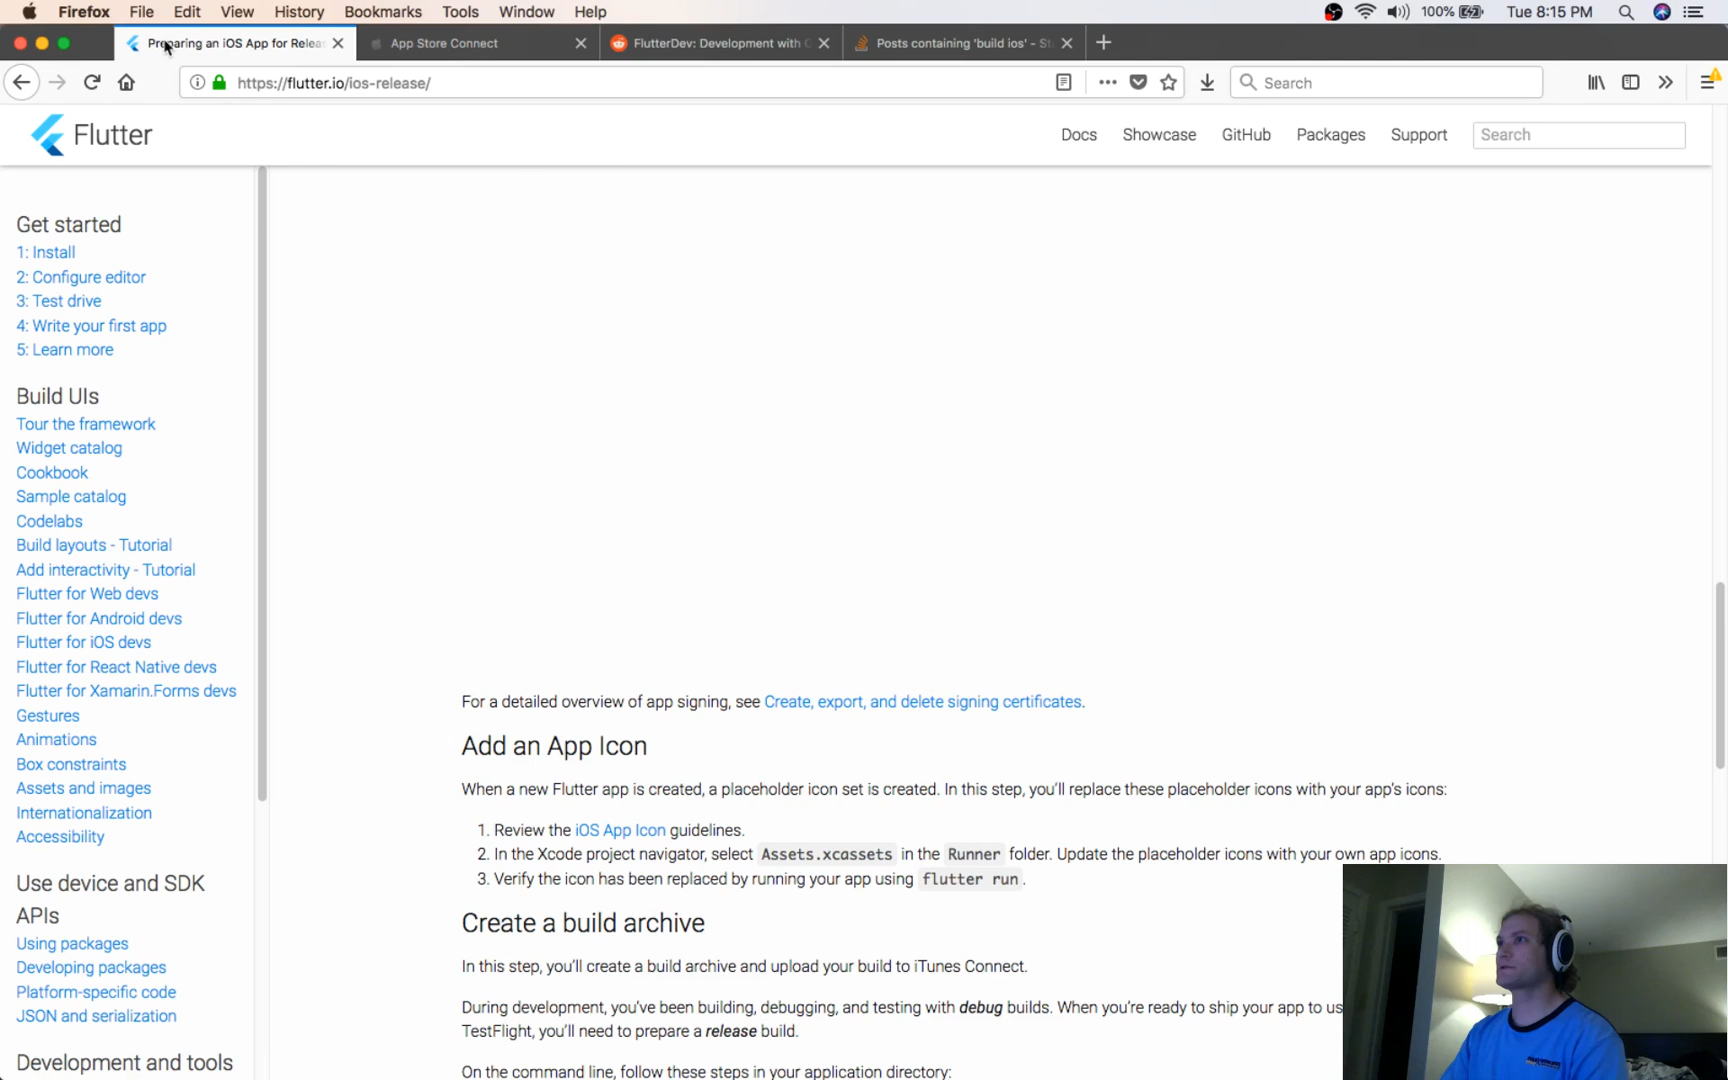 Firefox File Edit View History Bookmarks Tools Window Help 100% Tue 8:15 PM
Preparing an iOS App for Relea App Store Connect FlutterDev: Development with Posts containing 'build ios' - St
https://flutter.io/ios-release/ Search
Flutter Docs Showcase GitHub Packages Support Search
Get started
1: Install
2: Configure editor
3: Test drive
4: Write your first app
5: Learn more
Build UIs
Tour the framework
Widget catalog
Cookbook
Sample catalog
Codelabs
Build layouts - Tutorial
Add interactivity - Tutorial
Flutter for Web devs
Flutter for Android devs
Flutter for iOS devs
Flutter for React Native devs
Flutter for Xamarin.Forms devs
Gestures
Animations
Box constraints
Assets and images
Internationalization
Accessibility
Use device and SDK
APIs
Using packages
Developing packages
Platform-specific code
JSON and serialization
Development and tools
For a detailed overview of app signing, see Create, export, and delete signing certificates.
Add an App Icon
When a new Flutter app is created, a placeholder icon set is created. In this step, you'll replace these placeholder icons with your app's icons:
1. Review the iOS App Icon guidelines.
2. In the Xcode project navigator, select Assets.xcassets in the Runner folder. Update the placeholder icons with your own app icons.
3. Verify the icon has been replaced by running your app using flutter run.
Create a build archive
In this step, you'll create a build archive and upload your build to iTunes Connect.
During development, you've been building, debugging, and testing with debug builds. When you're ready to ship your app to us
TestFlight, you'll need to prepare a release build.
On the command line, follow these steps in your application directory: